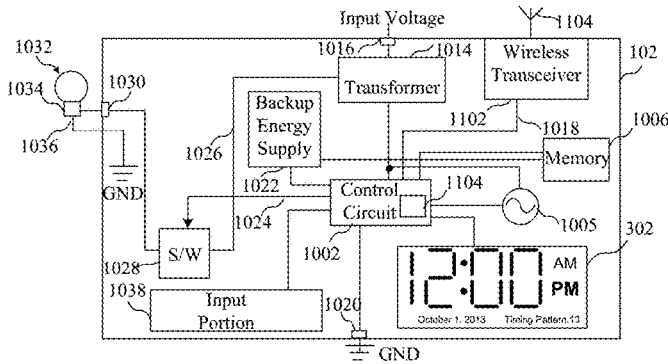 Input Voltage
1104
1032
1016
1014
Wireless
Transceiver
102
1034
1030
Transformer
1036
Backup
Energy
Supply
1102
1018
1006
1026
Memory
GND
1022
1024
Control
Circuit
1104
1002
1005
S/W
1028
302
12:00
AM
PM
1038
Input
Portion
1020
October 1, 2013
Timing Pattern.13
GND